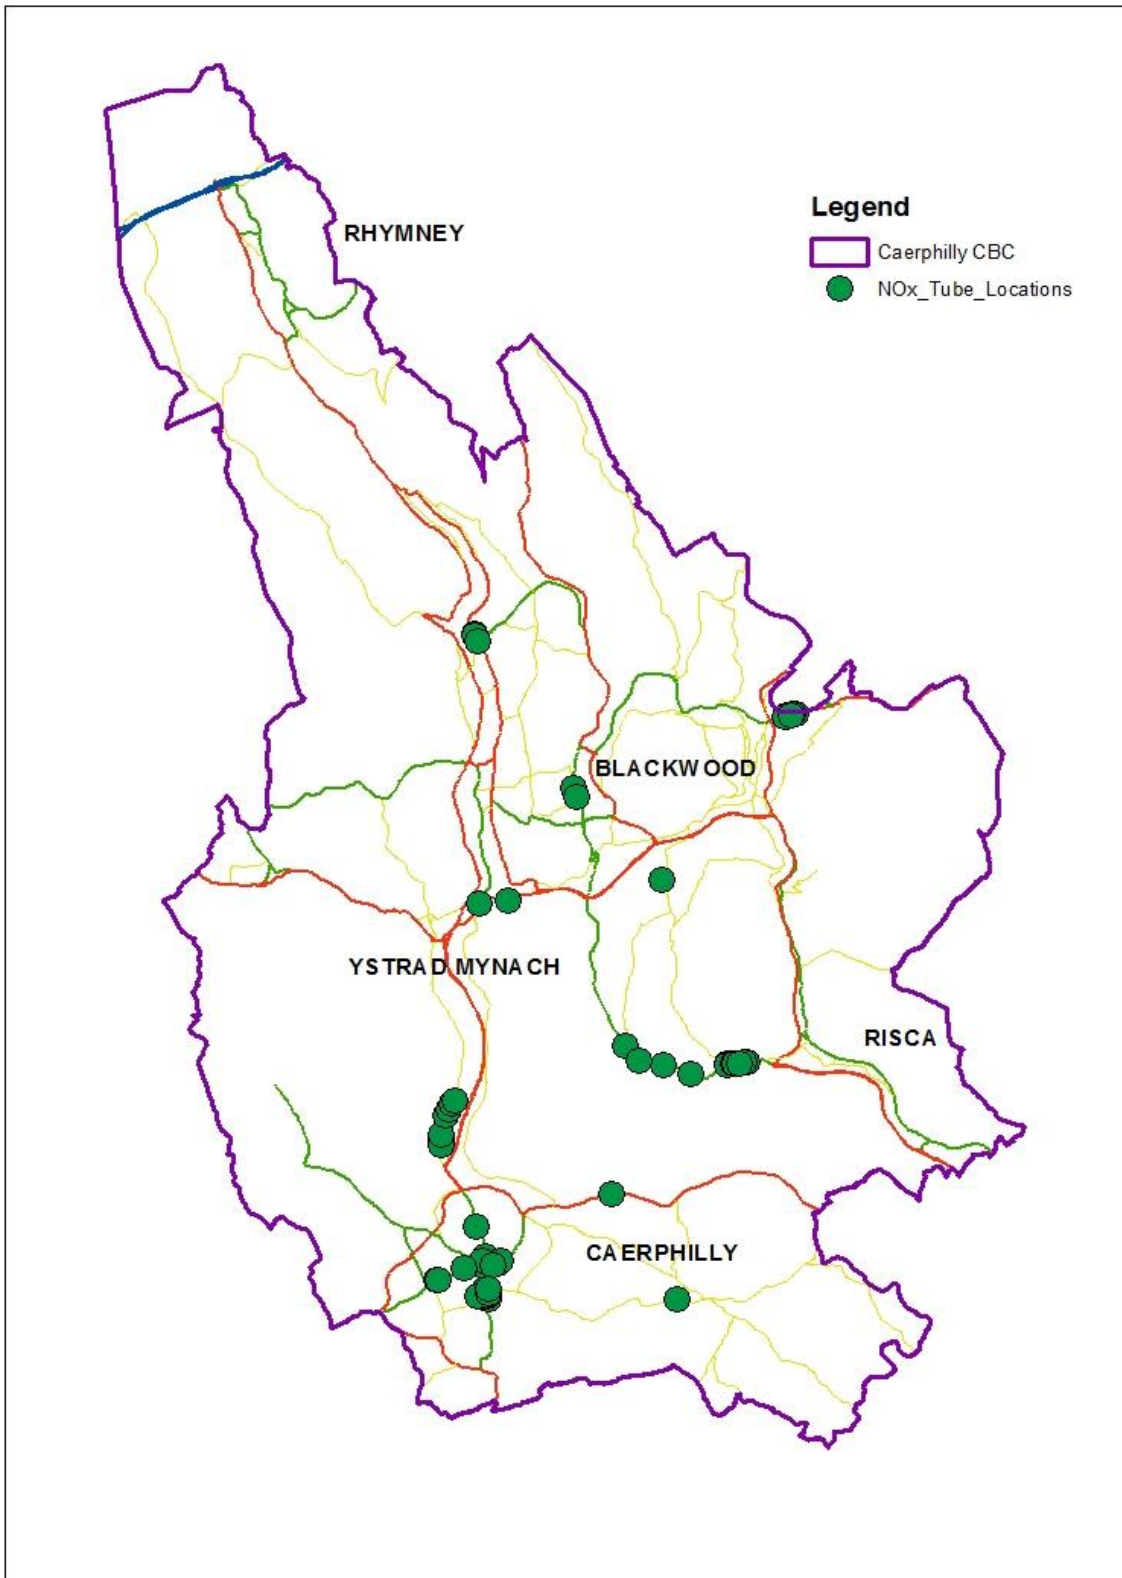 RHYMNEY
Legend
Caerphilly CBC
NOx_Tube_Locations
BLACKWOOD
YSTRAD MYNACH
RISCA
CAERPHILLY